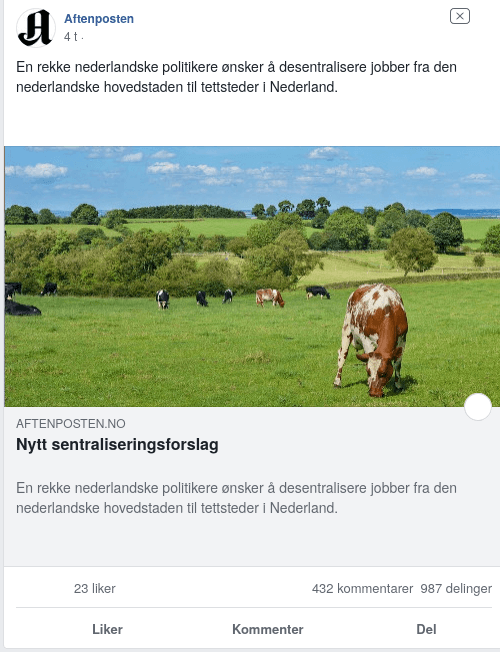 Aftenposten
4 t ·
En rekke nederlandske politikere ønsker å desentralisere jobber fra den
nederlandske hovedstaden til tettsteder i Nederland.
AFTENPOSTEN.NO
Nytt sentraliseringsforslag
En rekke nederlandske politikere ønsker å desentralisere jobber fra den
nederlandske hovedstaden til tettsteder i Nederland.
23 liker 432 kommentarer 987 delinger
Liker Kommenter Del